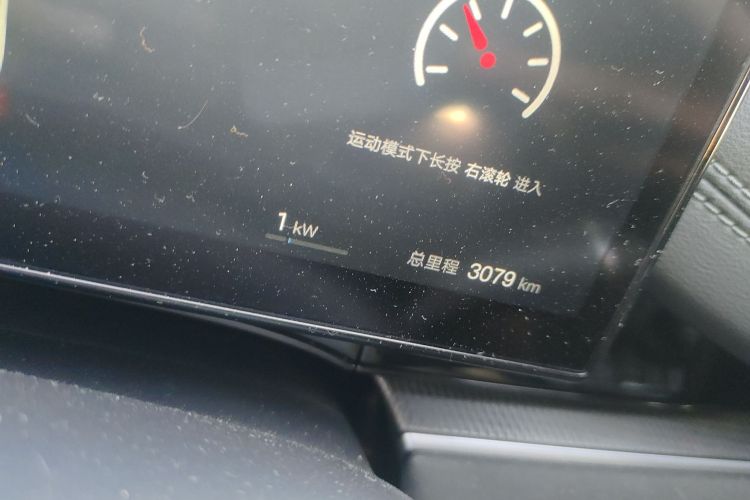 运动模式下长按 右滚轮 进入
1 kW
总里程 3079 km